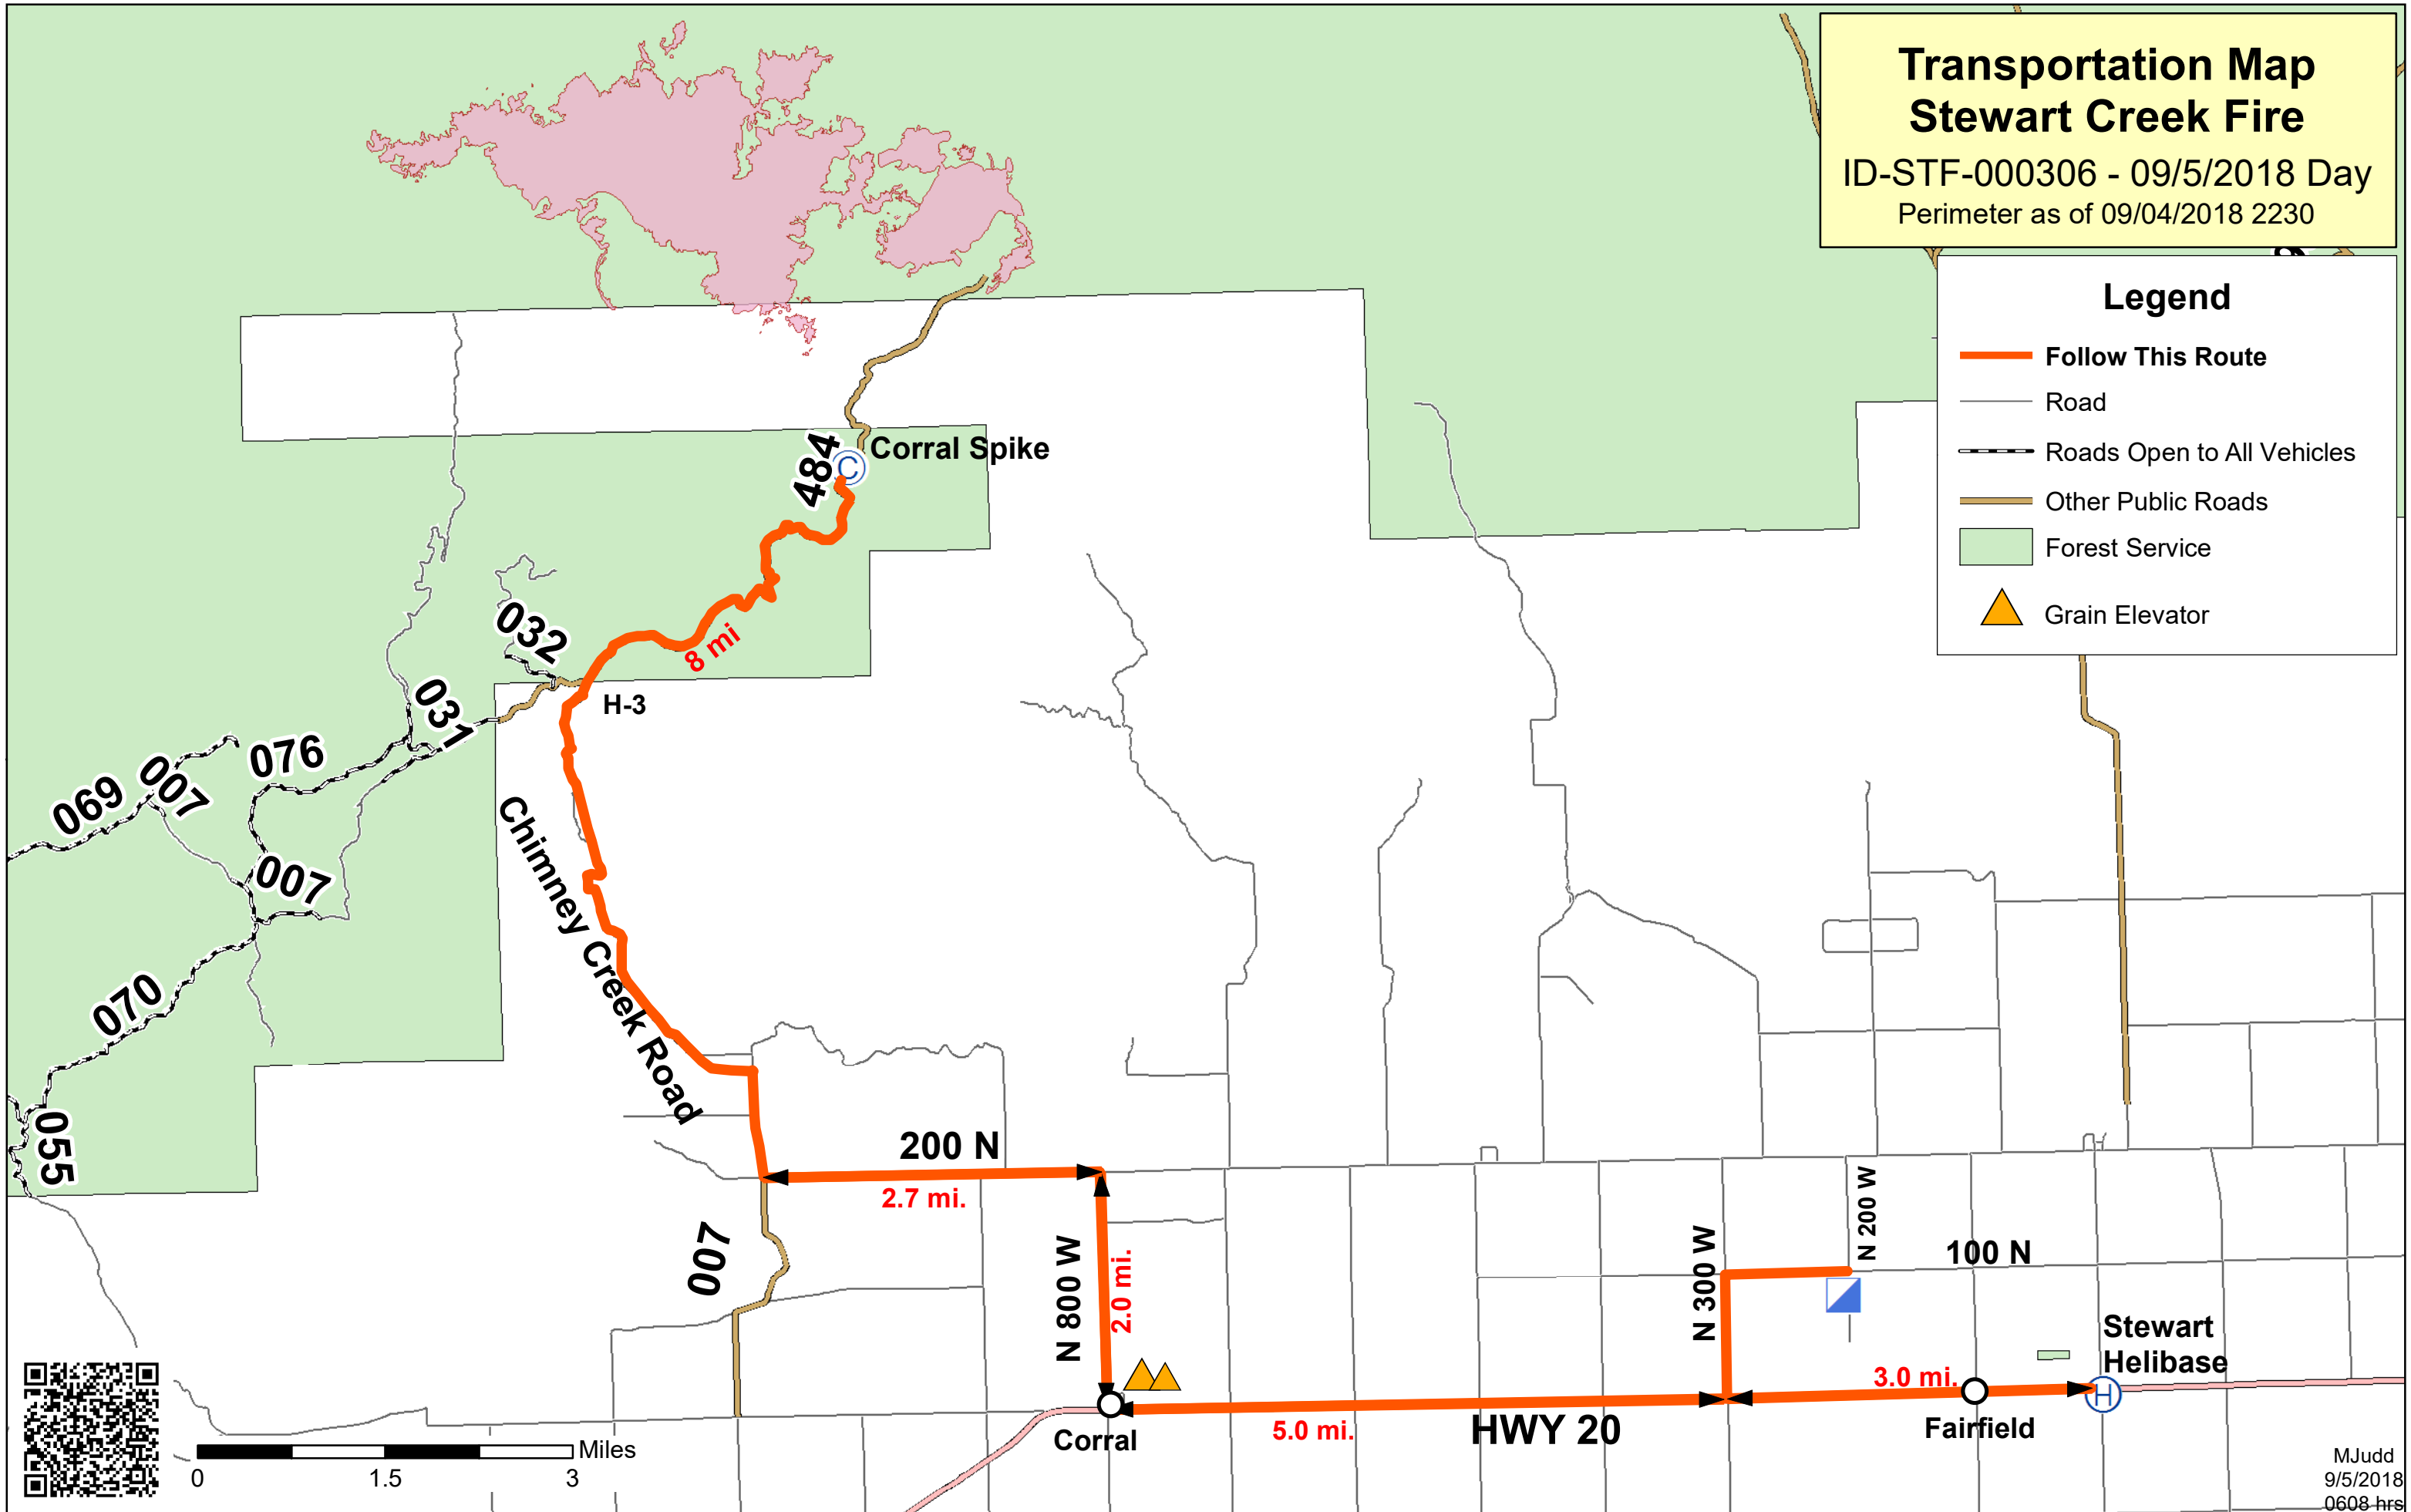 Transportation Map
Stewart Creek Fire
ID-STF-000306 - 09/5/2018 Day
Perimeter as of 09/04/2018 2230
Legend
Follow This Route
Road
Roads Open to All Vehicles
Other Public Roads
Forest Service
Grain Elevator
484
C
Corral Spike
8 mi
032
H-3
031
076
007
069
007
070
055
Chimney Creek Road
200 N
2.7 mi.
007
N 800 W
2.0 mi.
N 300 W
N 200 W
100 N
Stewart
Helibase
H
3.0 mi.
Fairfield
HWY 20
5.0 mi.
Corral
Miles
0
1.5
3
MJudd
9/5/2018
0608 hrs